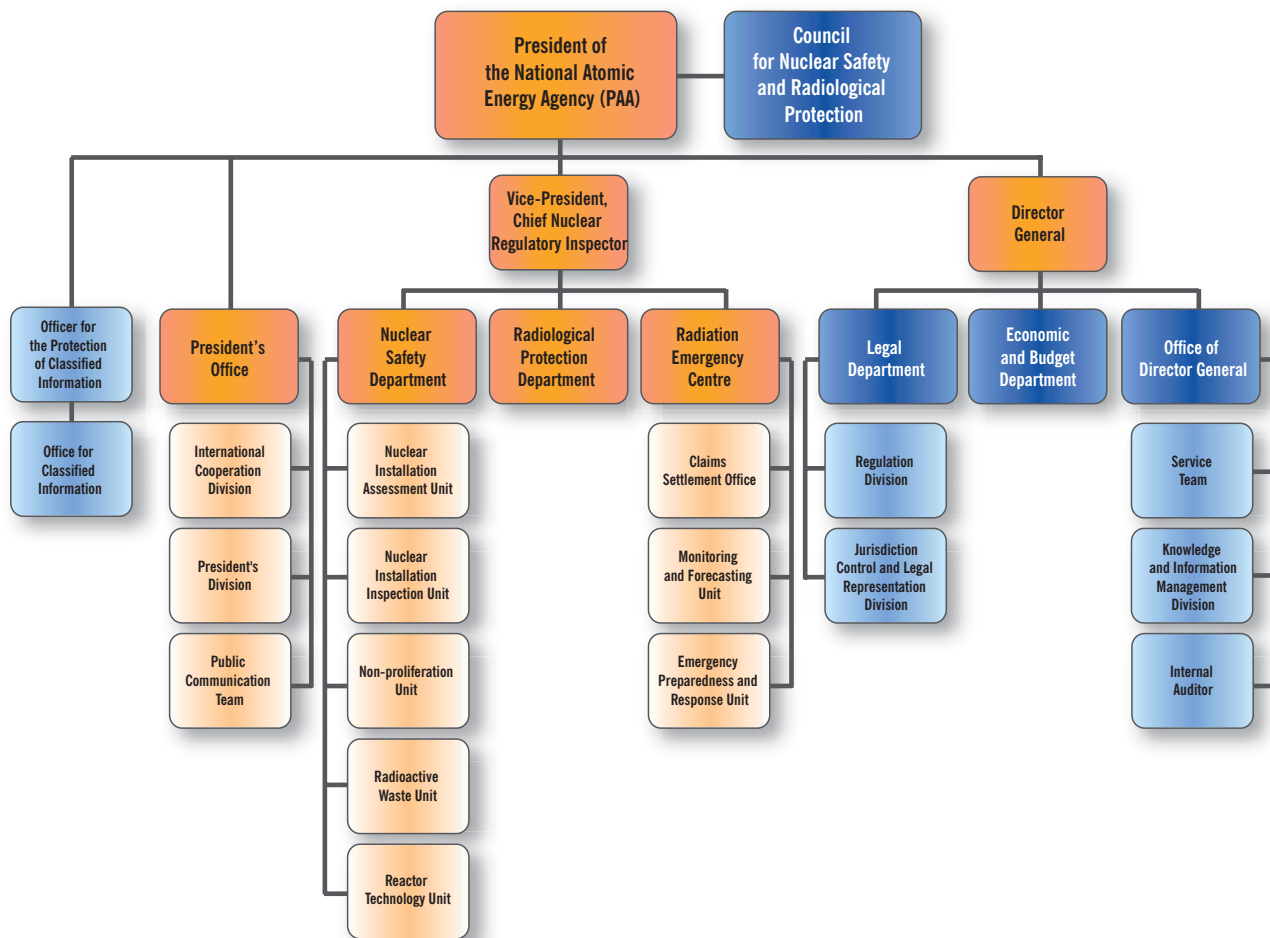 President of
the National Atomic
Energy Agency (PAA)
Council
for Nuclear Safety
and Radiological
Protection
Vice-President,
Chief Nuclear
Regulatory Inspector
Director
General
Officer for
the Protection
of Classified
Information
President's
Office
Nuclear
Safety
Department
Radiological
Protection
Department
Radiation
Emergency
Centre
Legal
Department
Economic
and Budget
Department
Office of
Director General
Office for
Classified
Information
International
Cooperation
Division
Nuclear
Installation
Assessment Unit
Claims
Settlement Office
Regulation
Division
Service
Team
President's
Division
Nuclear
Installation
Inspection Unit
Monitoring
and Forecasting
Unit
Jurisdiction
Control and Legal
Representation
Division
Knowledge
and Information
Management
Division
Public
Communication
Team
Non-proliferation
Unit
Emergency
Preparedness and
Response Unit
Internal
Auditor
Radioactive
Waste Unit
Reactor
Technology Unit